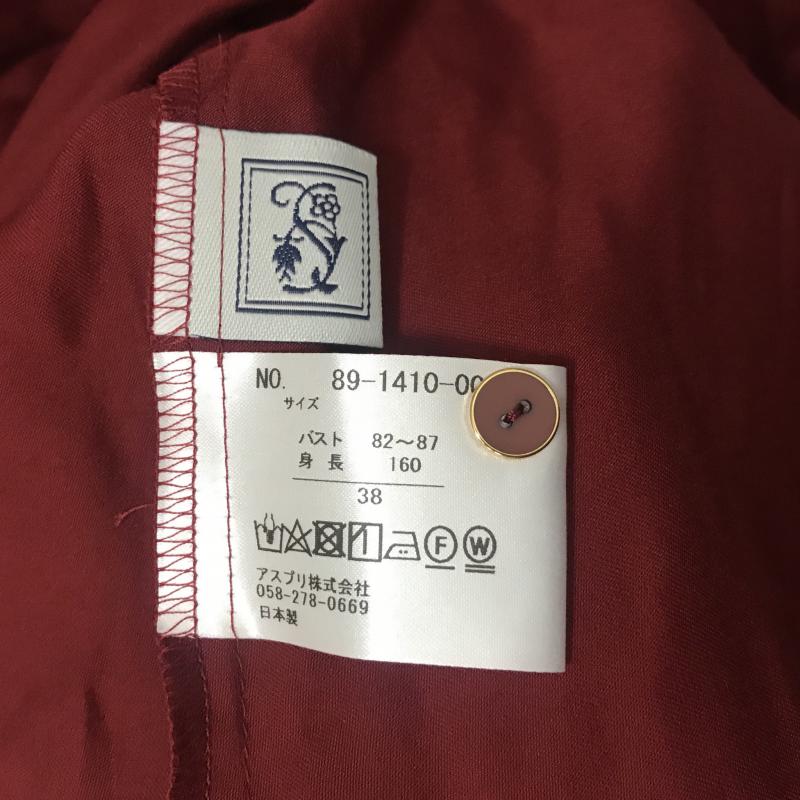 NO. 89-1410-00
サイズ
バスト 82～87
身長 160
38
F W
アスプリ株式会社
058-278-0669
日本製